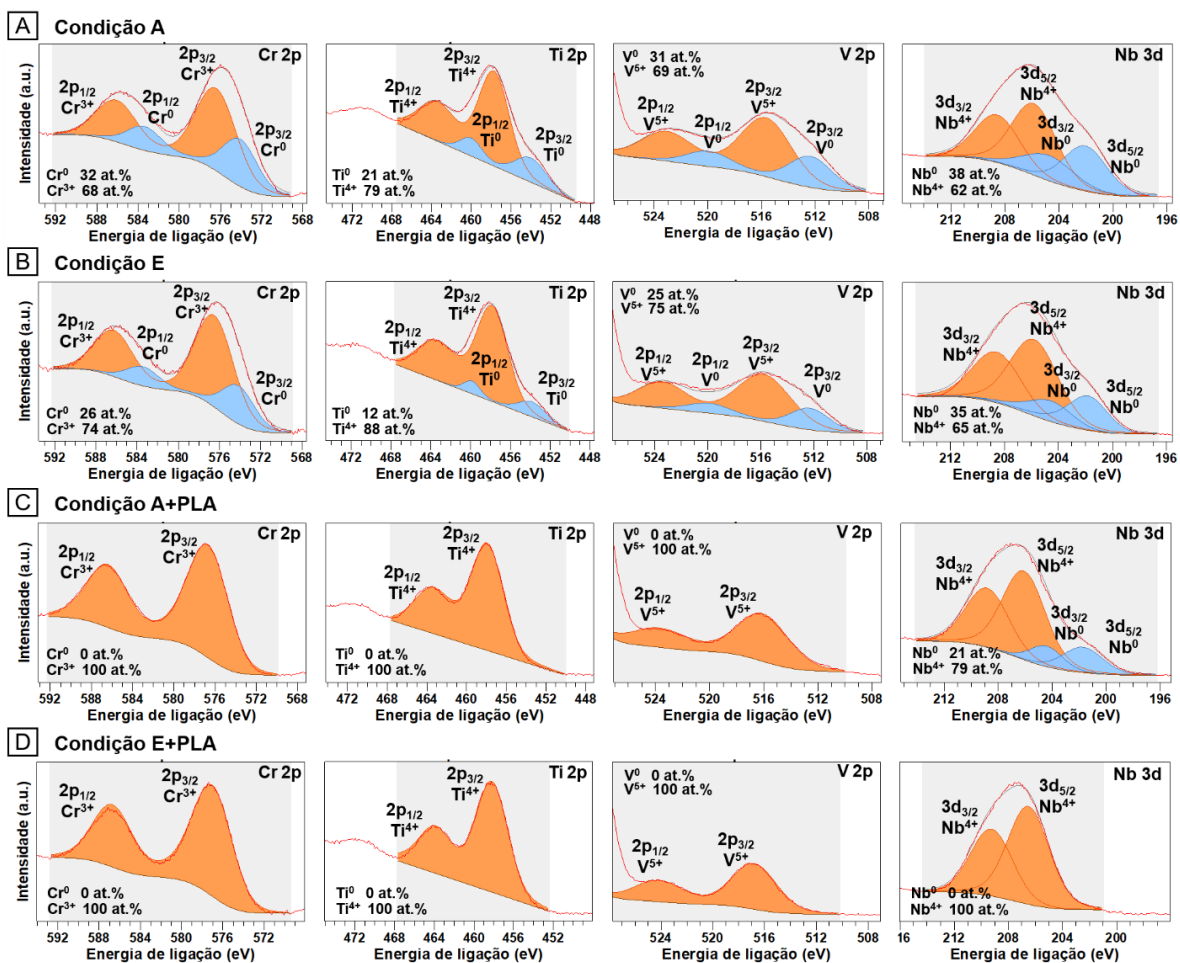 A Condição A
Intensidade (a.u.)
Cr 2p
2p1/2
Cr3+
2p1/2
Cr0
2p3/2
Cr3+
2p3/2
Cr0
Cr0 32 at.%
Cr3+ 68 at.%
592 588 584 580 576 572 568
Energia de ligação (eV)
Ti 2p
2p1/2
Ti4+
2p3/2
Ti4+
2p1/2
Ti0
2p3/2
Ti0
Ti0 21 at.%
Ti4+ 79 at.%
472 468 464 460 456 452 448
Energia de ligação (eV)
V 2p
V0 31 at.%
V5+ 69 at.%
2p1/2
V5+
2p1/2
V0
2p3/2
V5+
2p3/2
V0
524 520 516 512 508
Energia de ligação (eV)
Nb 3d
3d3/2
Nb4+
3d5/2
Nb4+
3d3/2
Nb0
3d5/2
Nb0
Nb0 38 at.%
Nb4+ 62 at.%
212 208 204 200 196
Energia de ligação (eV)
B Condição E
Intensidade (a.u.)
Cr 2p
2p1/2
Cr3+
2p1/2
Cr0
2p3/2
Cr3+
2p3/2
Cr0
Cr0 26 at.%
Cr3+ 74 at.%
592 588 584 580 576 572 568
Energia de ligação (eV)
Ti 2p
2p1/2
Ti4+
2p3/2
Ti4+
2p1/2
Ti0
2p3/2
Ti0
Ti0 12 at.%
Ti4+ 88 at.%
472 468 464 460 456 452 448
Energia de ligação (eV)
V 2p
V0 25 at.%
V5+ 75 at.%
2p1/2
V5+
2p1/2
V0
2p3/2
V5+
2p3/2
V0
524 520 516 512 508
Energia de ligação (eV)
Nb 3d
3d3/2
Nb4+
3d5/2
Nb4+
3d3/2
Nb0
3d5/2
Nb0
Nb0 35 at.%
Nb4+ 65 at.%
212 208 204 200 196
Energia de ligação (eV)
C Condição A+PLA
Intensidade (a.u.)
Cr 2p
2p1/2
Cr3+
2p3/2
Cr3+
Cr0 0 at.%
Cr3+ 100 at.%
592 588 584 580 576 572 568
Energia de ligação (eV)
Ti 2p
2p1/2
Ti4+
2p3/2
Ti4+
Ti0 0 at.%
Ti4+ 100 at.%
472 468 464 460 456 452 448
Energia de ligação (eV)
V 2p
V0 0 at.%
V5+ 100 at.%
2p1/2
V5+
2p3/2
V5+
524 520 516 512 508
Energia de ligação (eV)
Nb 3d
3d3/2
Nb4+
3d5/2
Nb4+
3d3/2
Nb0
3d5/2
Nb0
Nb0 21 at.%
Nb4+ 79 at.%
212 208 204 200 196
Energia de ligação (eV)
D Condição E+PLA
Intensidade (a.u.)
Cr 2p
2p1/2
Cr3+
2p3/2
Cr3+
Cr0 0 at.%
Cr3+ 100 at.%
592 588 584 580 576 572
Energia de ligação (eV)
Ti 2p
2p1/2
Ti4+
2p3/2
Ti4+
Ti0 0 at.%
Ti4+ 100 at.%
472 468 464 460 456 452
Energia de ligação (eV)
V 2p
V0 0 at.%
V5+ 100 at.%
2p1/2
V5+
2p3/2
V5+
524 520 516 512 508
Energia de ligação (eV)
Nb 3d
3d3/2
Nb4+
3d5/2
Nb4+
Nb0 0 at.%
Nb4+ 100 at.%
16 212 208 204 200
Energia de ligação (eV)